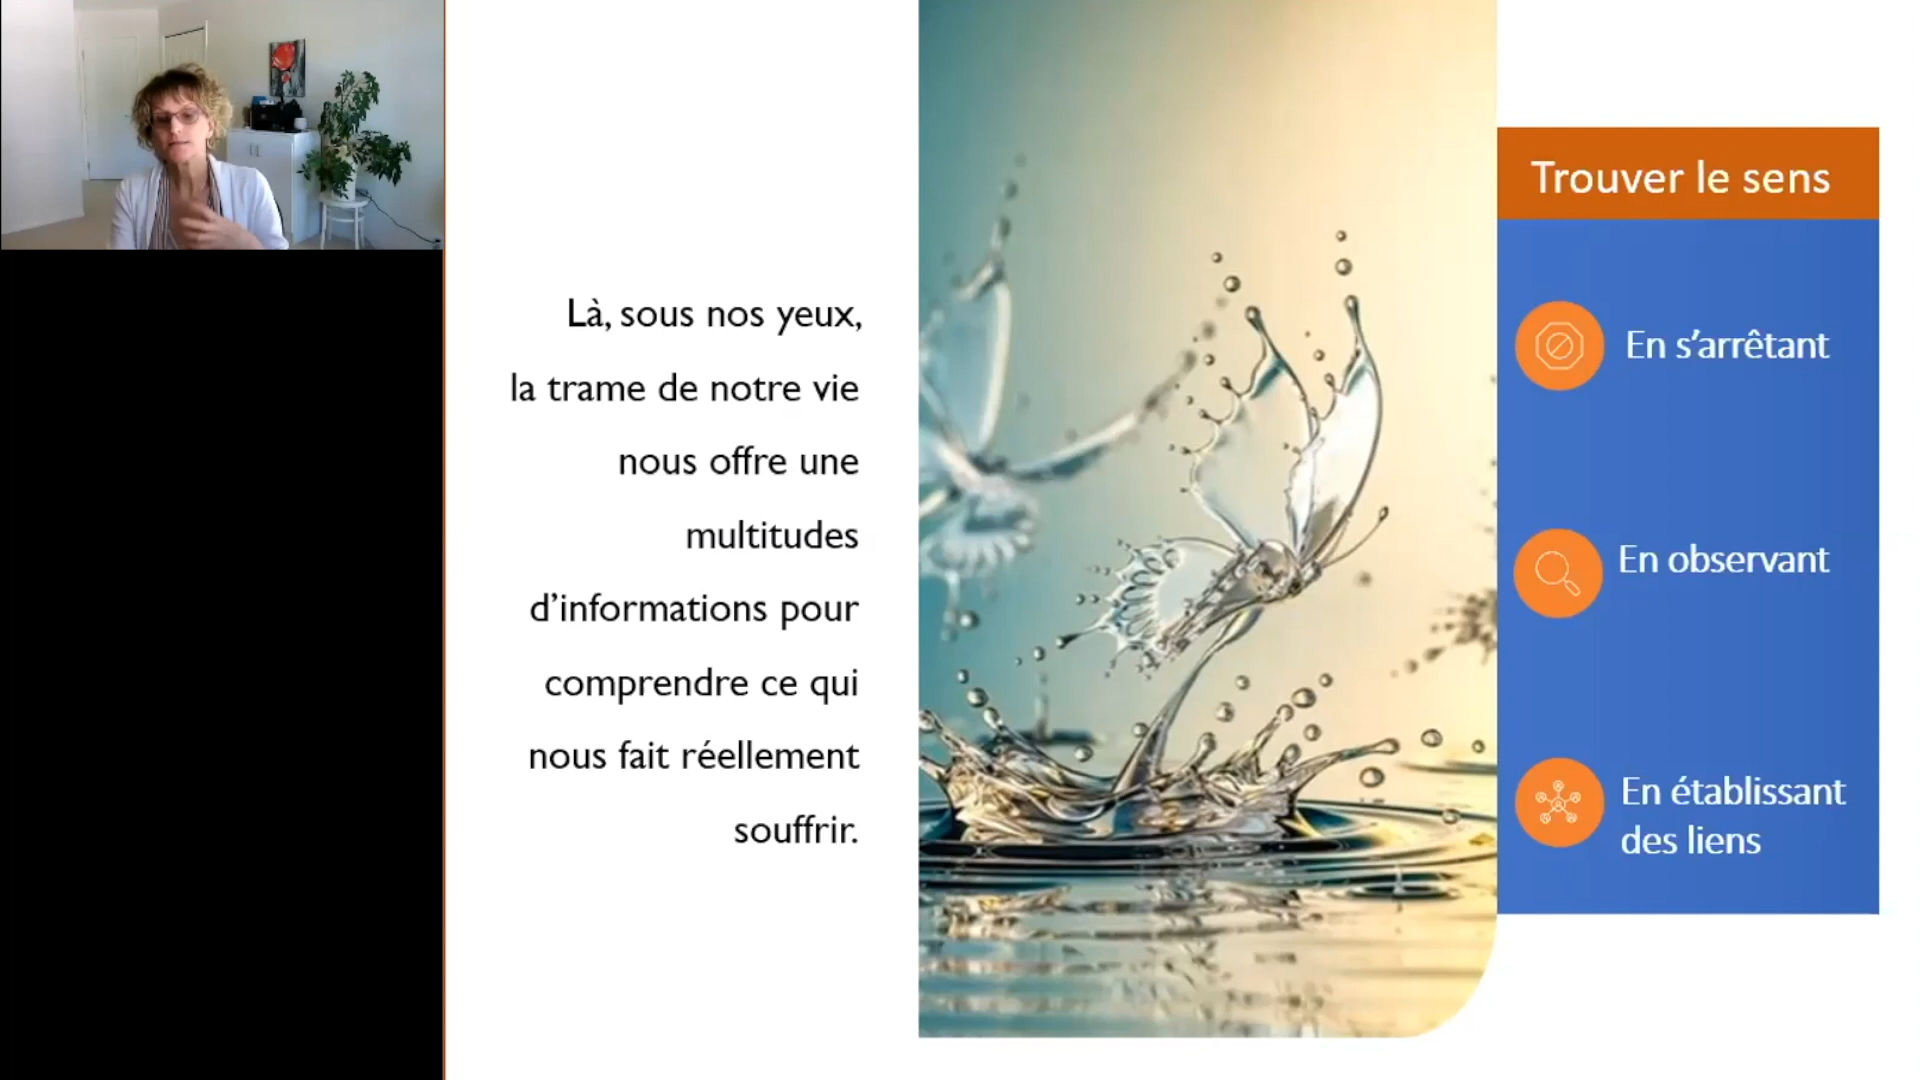 Là, sous nos yeux,
la trame de notre vie
nous offre une
multitudes
d’informations pour
comprendre ce qui
nous fait réellement
souffrir.
Trouver le sens
En s’arrêtant
En observant
En établissant
des liens